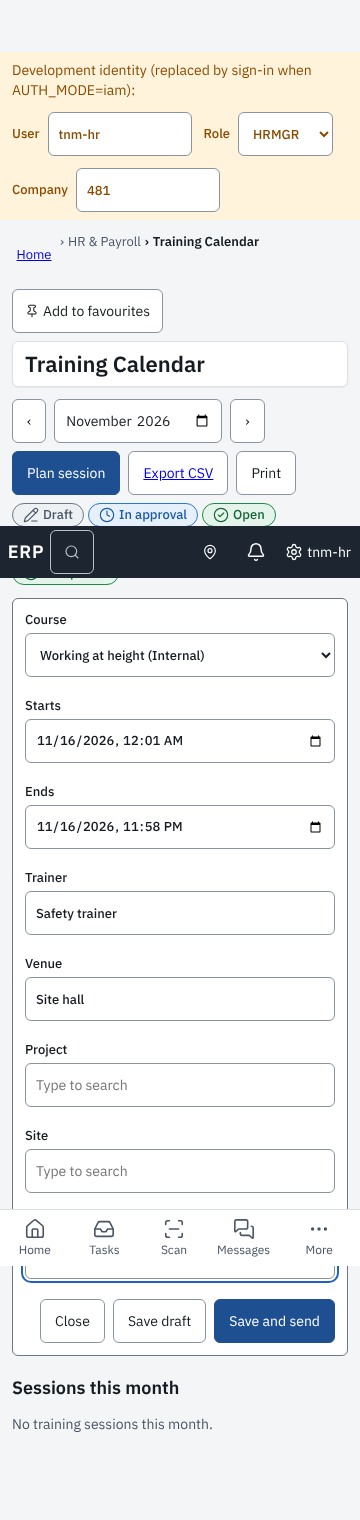 Development identity (replaced by sign-in when
AUTH_MODE=iam):
User tnm-hr Role HRMGR
Company 481
Home › HR & Payroll › Training Calendar
Add to favourites
Training Calendar
‹ November 2026 ›
Plan session Export CSV Print
Draft In approval Open
ERP tnm-hr
Course
Working at height (Internal)
Starts
11/16/2026, 12:01 AM
Ends
11/16/2026, 11:58 PM
Trainer
Safety trainer
Venue
Site hall
Project
Type to search
Site
Type to search
Home Tasks Scan Messages More
Close Save draft Save and send
Sessions this month
No training sessions this month.